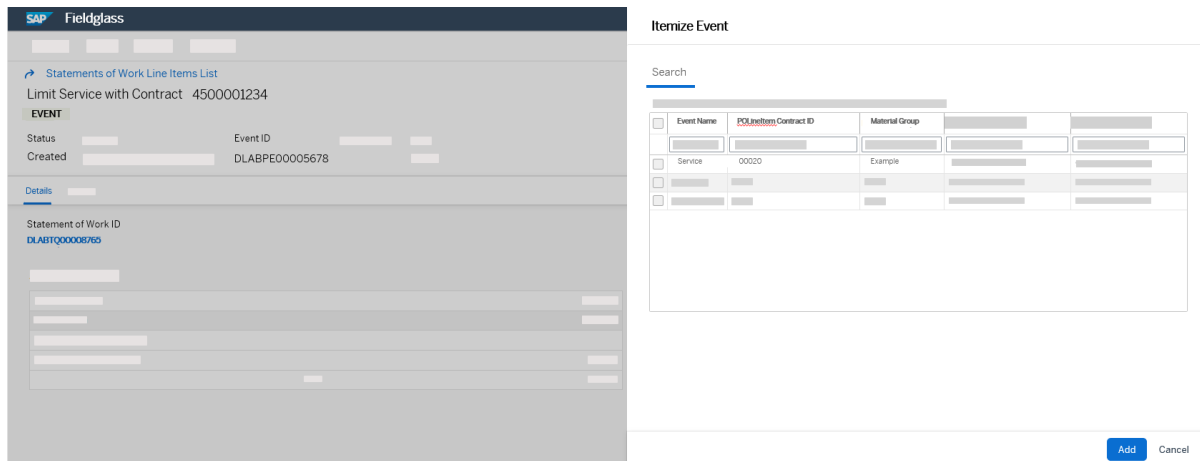 SAP Fieldglass
Statements of Work Line Items List
Limit Service with Contract 4500001234
EVENT
Status
Event ID
Created
DLABPE00005678
Details
Statement of Work ID
DLABTQ00008765
Itemize Event
Search
Event Name POLineItem Contract ID Material Group
Service 00020 Example
Add Cancel